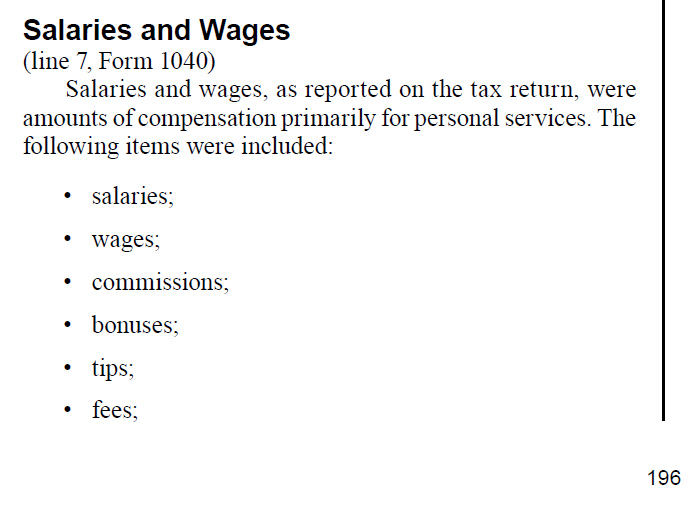 Salaries and Wages
(line 7, Form 1040)
Salaries and wages, as reported on the tax return, were
amounts of compensation primarily for personal services. The
following items were included:
• salaries;
• wages;
• commissions;
• bonuses;
• tips;
• fees;
196